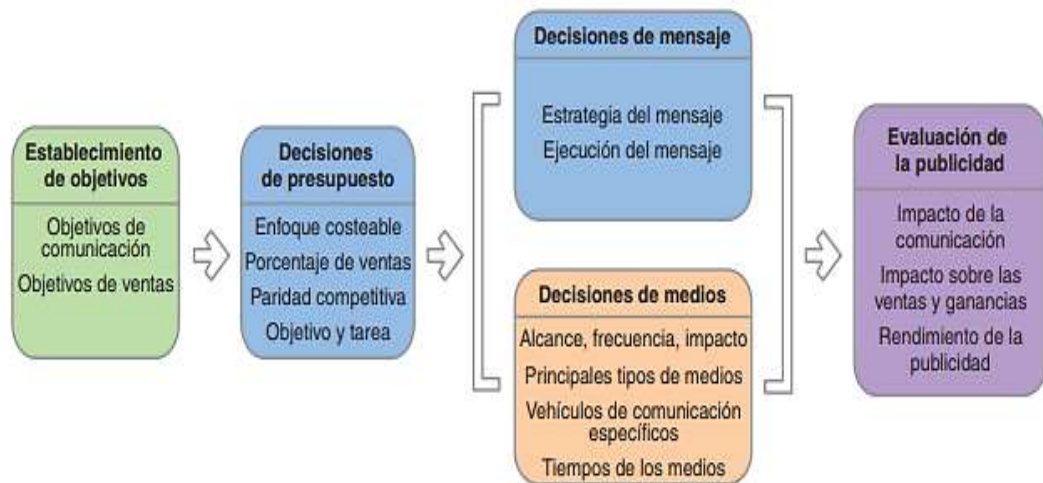 Establecimiento
de objetivos
Objetivos de
comunicación
Objetivos de ventas
Decisiones
de presupuesto
Enfoque costeable
Porcentaje de ventas
Paridad competitiva
Objetivo y tarea
Decisiones de mensaje
Estrategia del mensaje
Ejecución del mensaje
Decisiones de medios
Alcance, frecuencia, impacto
Principales tipos de medios
Vehículos de comunicación
específicos
Tiempos de los medios
Evaluación de
la publicidad
Impacto de la
comunicación
Impacto sobre las
ventas y ganancias
Rendimiento de la
publicidad